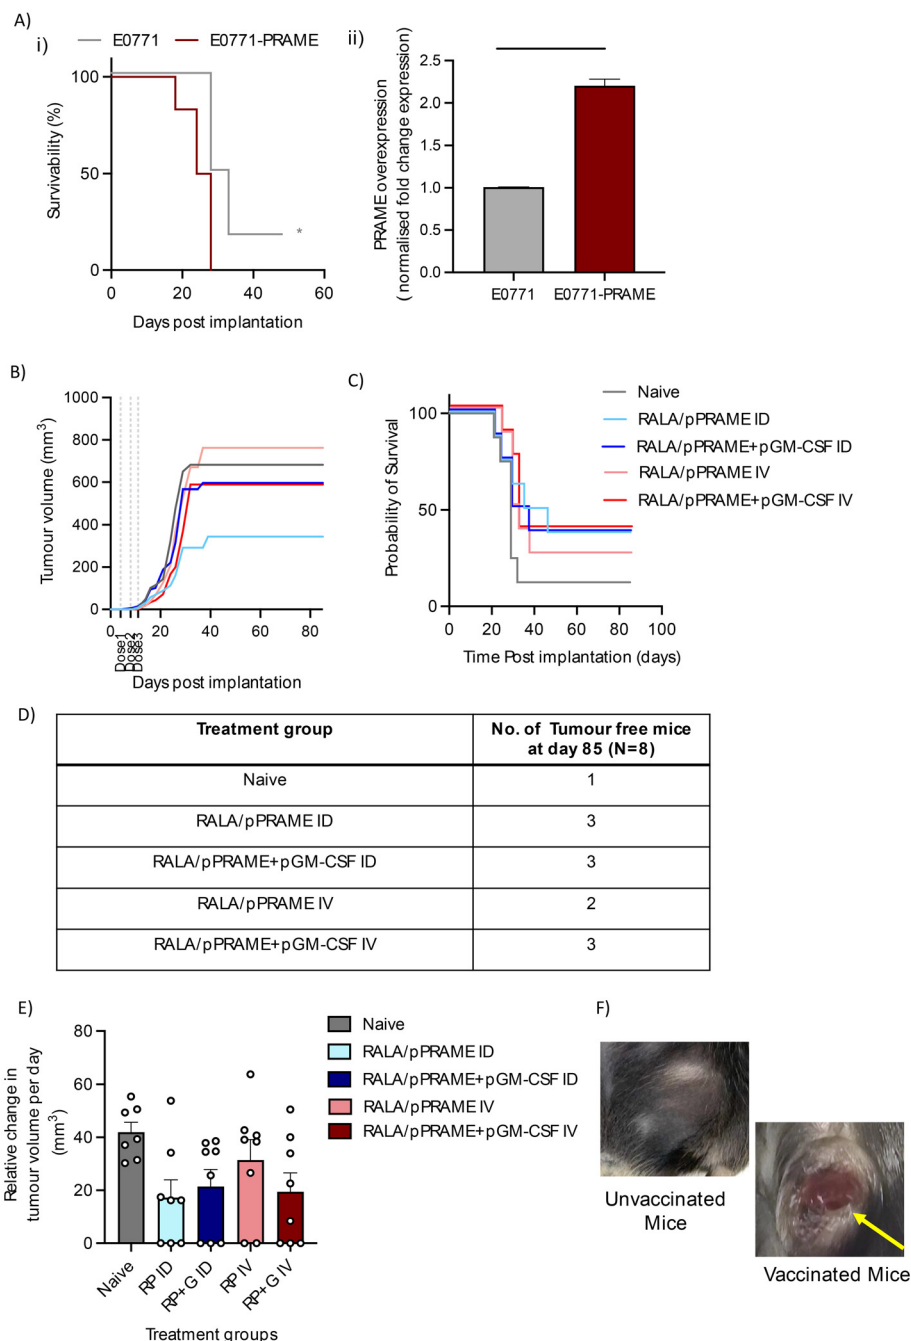 A)
i)
E0771
E0771-PRAME
Survivability (%)
100
50
0
0
20
40
60
*
Days post implantation
ii)
PRAME overexpression
( normalised fold change expression)
2.5
2.0
1.5
1.0
0.5
0.0
E0771
E0771-PRAME
B)
Tumour volume (mm3)
1000
800
600
400
200
0
0
20
40
60
80
Dose1
Dose2
Dose3
Days post implantation
C)
Probability of Survival
100
50
0
0
20
40
60
80
100
Time Post implantation (days)
Naive
RALA/pPRAME ID
RALA/pPRAME+pGM-CSF ID
RALA/pPRAME IV
RALA/pPRAME+pGM-CSF IV
D)
Treatment group
No. of Tumour free mice
at day 85 (N=8)
Naive
1
RALA/pPRAME ID
3
RALA/pPRAME+pGM-CSF ID
3
RALA/pPRAME IV
2
RALA/pPRAME+pGM-CSF IV
3
E)
Relative change in
tumour volume per day
(mm3)
80
60
40
20
0
Naive
RP ID
RP+G ID
RP IV
RP+G IV
Treatment groups
Naive
RALA/pPRAME ID
RALA/pPRAME+pGM-CSF ID
RALA/pPRAME IV
RALA/pPRAME+pGM-CSF IV
F)
Unvaccinated
Mice
Vaccinated Mice